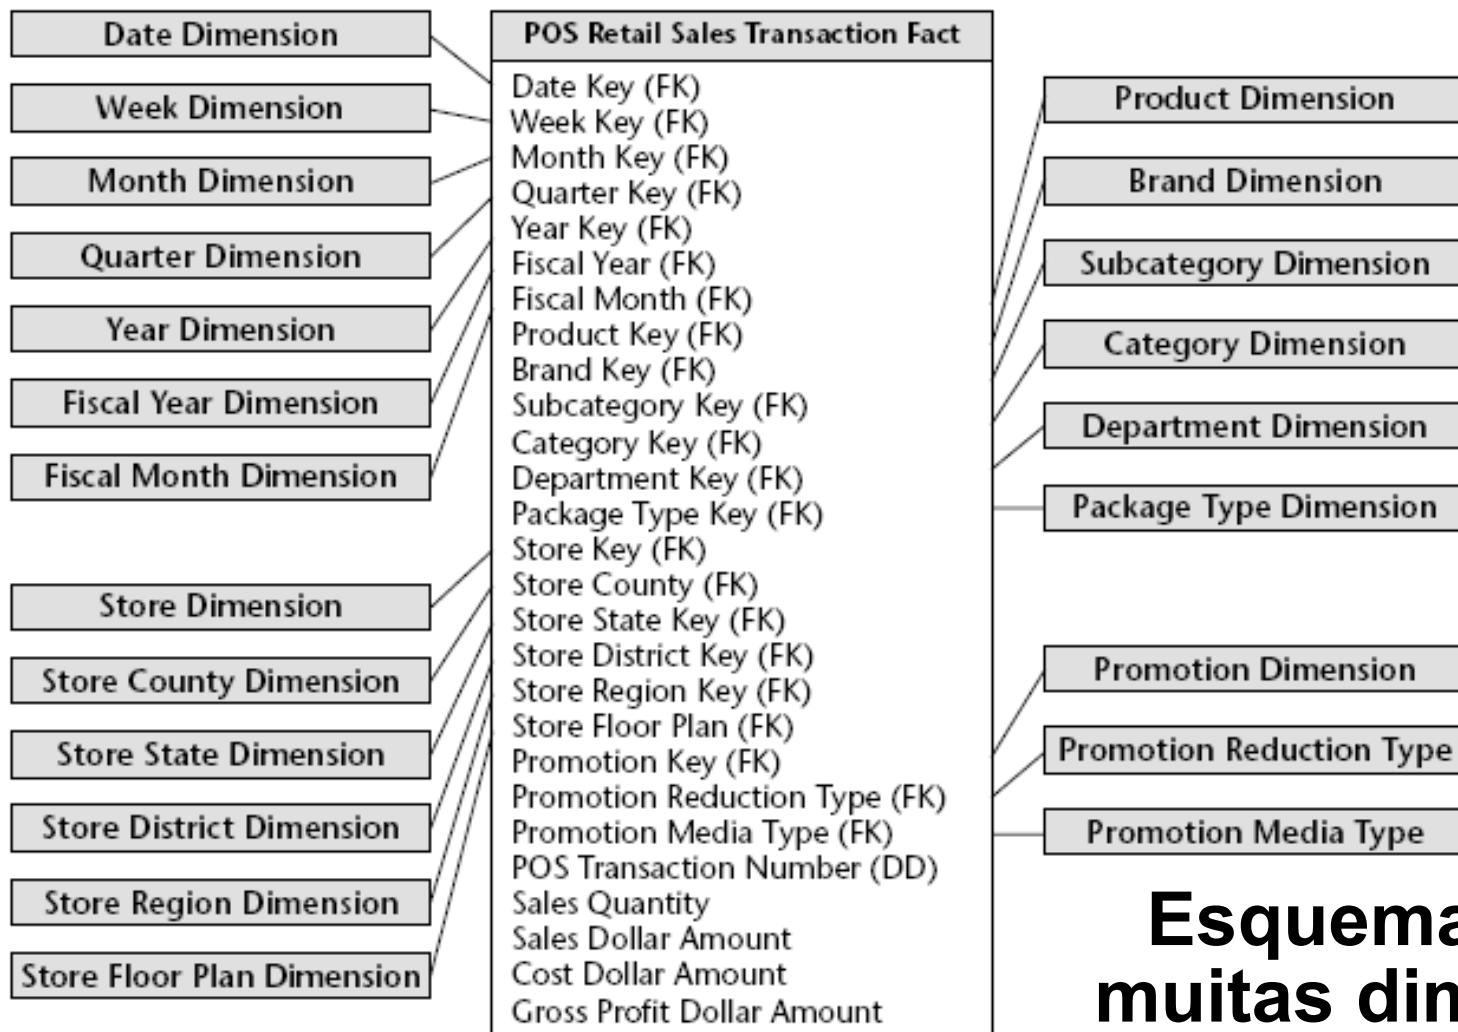 Date Dimension
Week Dimension
Month Dimension
Quarter Dimension
Year Dimension
Fiscal Year Dimension
Fiscal Month Dimension
Store Dimension
Store County Dimension
Store State Dimension
Store District Dimension
Store Region Dimension
Store Floor Plan Dimension
POS Retail Sales Transaction Fact
Date Key (FK)
Week Key (FK)
Month Key (FK)
Quarter Key (FK)
Year Key (FK)
Fiscal Year (FK)
Fiscal Month (FK)
Product Key (FK)
Brand Key (FK)
Subcategory Key (FK)
Category Key (FK)
Department Key (FK)
Package Type Key (FK)
Store Key (FK)
Store County (FK)
Store State Key (FK)
Store District Key (FK)
Store Region Key (FK)
Store Floor Plan (FK)
Promotion Key (FK)
Promotion Reduction Type (FK)
Promotion Media Type (FK)
POS Transaction Number (DD)
Sales Quantity
Sales Dollar Amount
Cost Dollar Amount
Gross Profit Dollar Amount
Product Dimension
Brand Dimension
Subcategory Dimension
Category Dimension
Department Dimension
Package Type Dimension
Promotion Dimension
Promotion Reduction Type
Promotion Media Type
Esquema
muitas